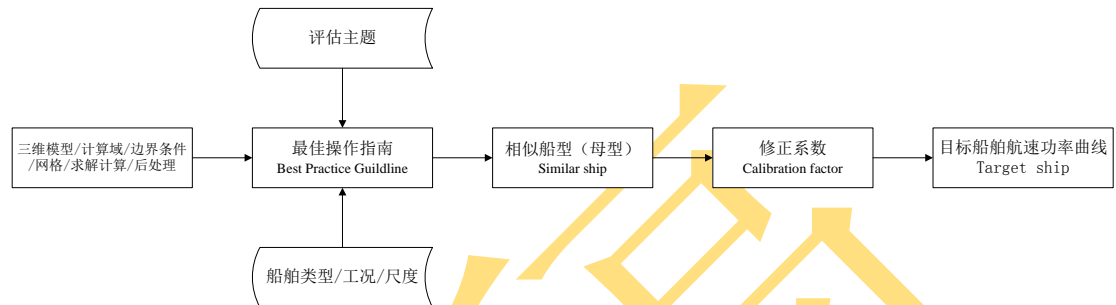 评估主题
三维模型/计算域/边界条件
/网格/求解计算/后处理
最佳操作指南
Best Practice Guildline
相似船型（母型）
Similar ship
修正系数
Calibration factor
目标船舶航速功率曲线
Target ship
船舶类型/工况/尺度